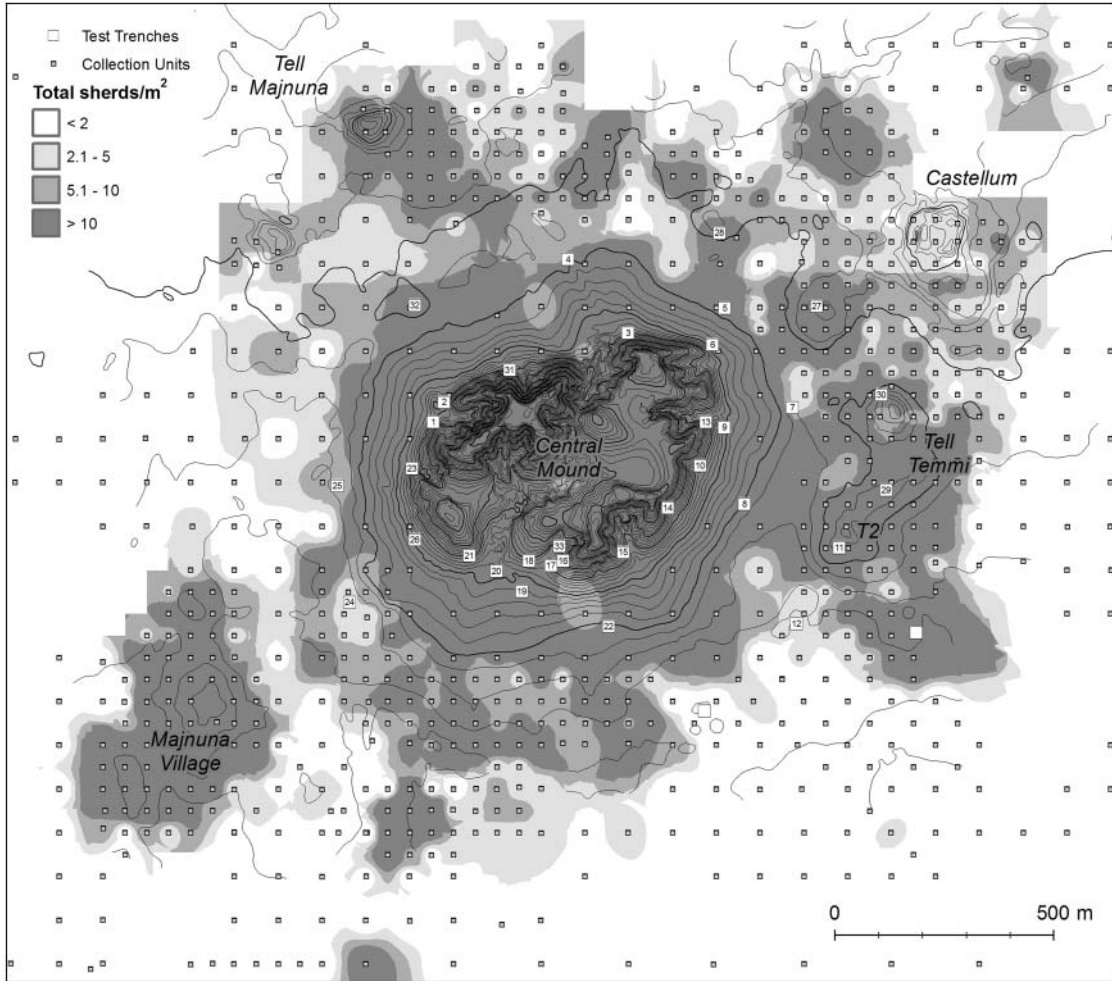 Test Trenches
Collection Units
Total sherds/m²
< 2
2.1 - 5
5.1 - 10
> 10
Tell
Majnuna
Castellum
28
4
32
27
5
3
6
31
30
2
7
1
13
9
Central
Mound
Tell
Temmi
23
10
25
29
8
14
T2
26
33
11
21
18
16
15
17
20
19
24
22
12
Majnuna
Village
0
500 m